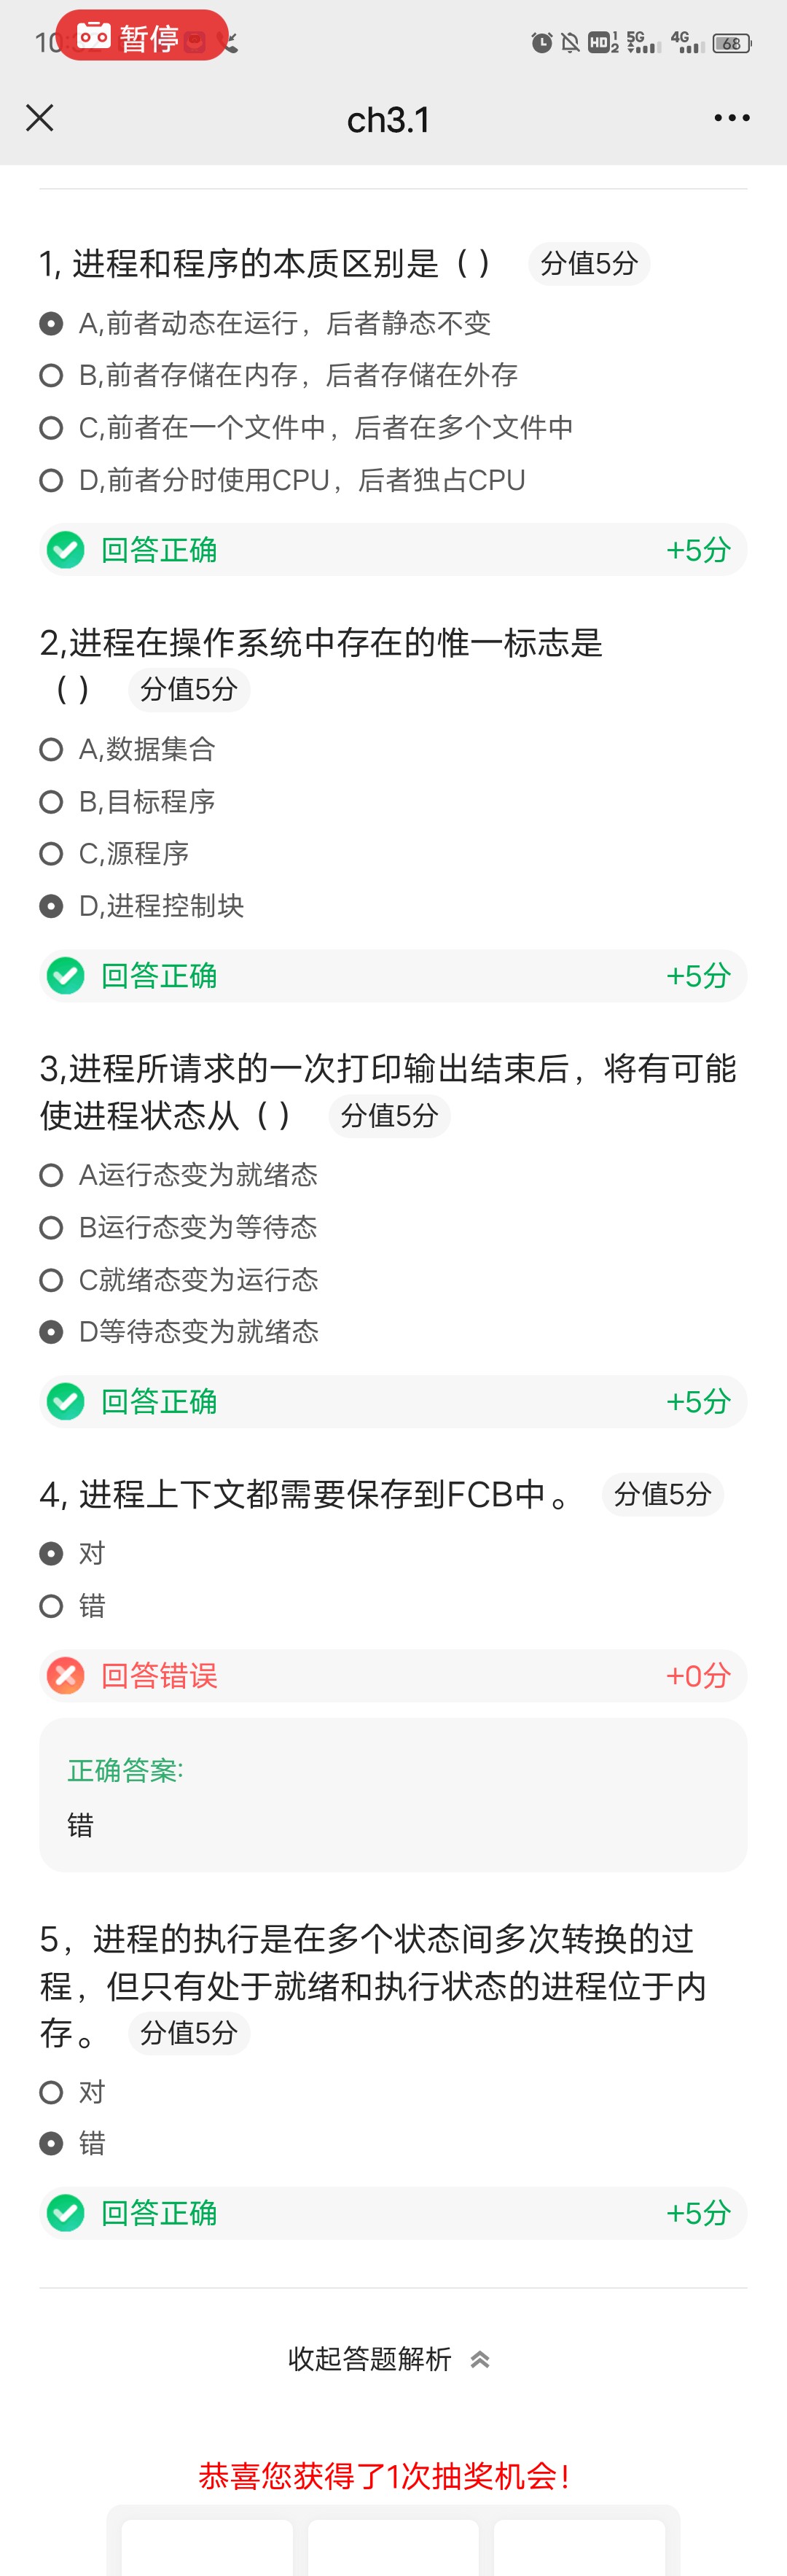 暂停
HD 1 2 5G 4G 68
ch3.1
1, 进程和程序的本质区别是（ ） 分值5分
A,前者动态在运行，后者静态不变
B,前者存储在内存，后者存储在外存
C,前者在一个文件中，后者在多个文件中
D,前者分时使用CPU，后者独占CPU
回答正确 +5分
2,进程在操作系统中存在的惟一标志是
（ ） 分值5分
A,数据集合
B,目标程序
C,源程序
D,进程控制块
回答正确 +5分
3,进程所请求的一次打印输出结束后，将有可能
使进程状态从（ ） 分值5分
A运行态变为就绪态
B运行态变为等待态
C就绪态变为运行态
D等待态变为就绪态
回答正确 +5分
4, 进程上下文都需要保存到FCB中。 分值5分
对
错
回答错误 +0分
正确答案:
错
5，进程的执行是在多个状态间多次转换的过
程，但只有处于就绪和执行状态的进程位于内
存。 分值5分
对
错
回答正确 +5分
收起答题解析
恭喜您获得了1次抽奖机会！